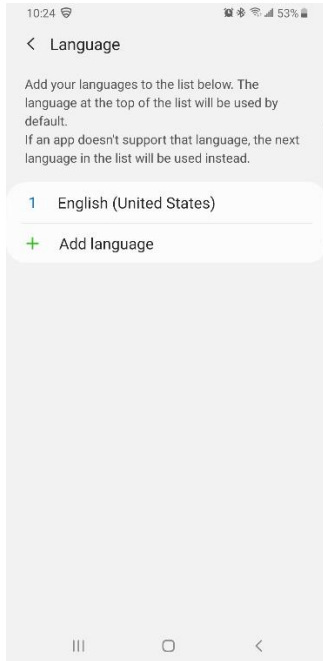 10:24
53%
Language
Add your languages to the list below. The
language at the top of the list will be used by
default.
If an app doesn't support that language, the next
language in the list will be used instead.
1 English (United States)
+ Add language